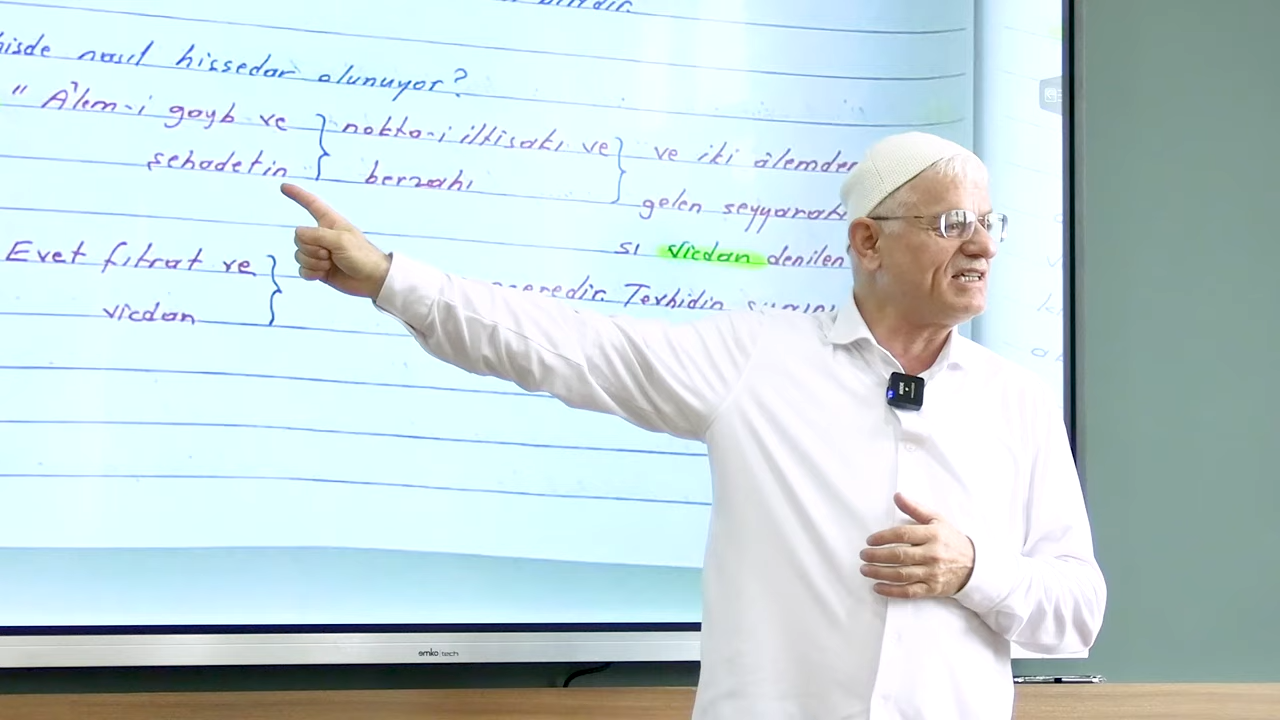 hisde nasıl hissedar olunuyor?
" Âlem-i gayb ve } nokta-i iltisakı ve } ve iki âlemden
şehadetin berzahı gelen seyyarat
sı vicdan denilen
Evet fıtrat ve }
vicdan Tevhidin
emko tech